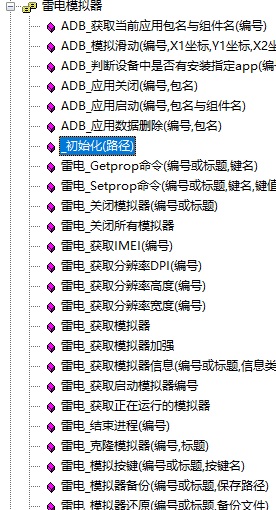 雷电模拟器
ADB_获取当前应用包名与组件名(编号)
ADB_模拟滑动(编号,X1坐标,Y1坐标,X2坐
ADB_判断设备中是否有安装指定app(编
ADB_应用关闭(编号,包名)
ADB_应用启动(编号,包名与组件名)
ADB_应用数据删除(编号,包名)
初始化(路径)
雷电_Getprop命令(编号或标题,键名)
雷电_Setprop命令(编号或标题,键名,键值
雷电_关闭模拟器(编号或标题)
雷电_关闭所有模拟器
雷电_获取IMEI(编号)
雷电_获取分辨率DPI(编号)
雷电_获取分辨率高度(编号)
雷电_获取分辨率宽度(编号)
雷电_获取模拟器
雷电_获取模拟器加强
雷电_获取模拟器信息(编号或标题,信息类
雷电_获取启动模拟器编号
雷电_获取正在运行的模拟器
雷电_结束进程(编号)
雷电_克隆模拟器(编号,标题)
雷电_模拟按键(编号或标题,按键名)
雷电_模拟器备份(编号或标题,保存路径)
雷电_模拟器还原(编号或标题,备份文件)